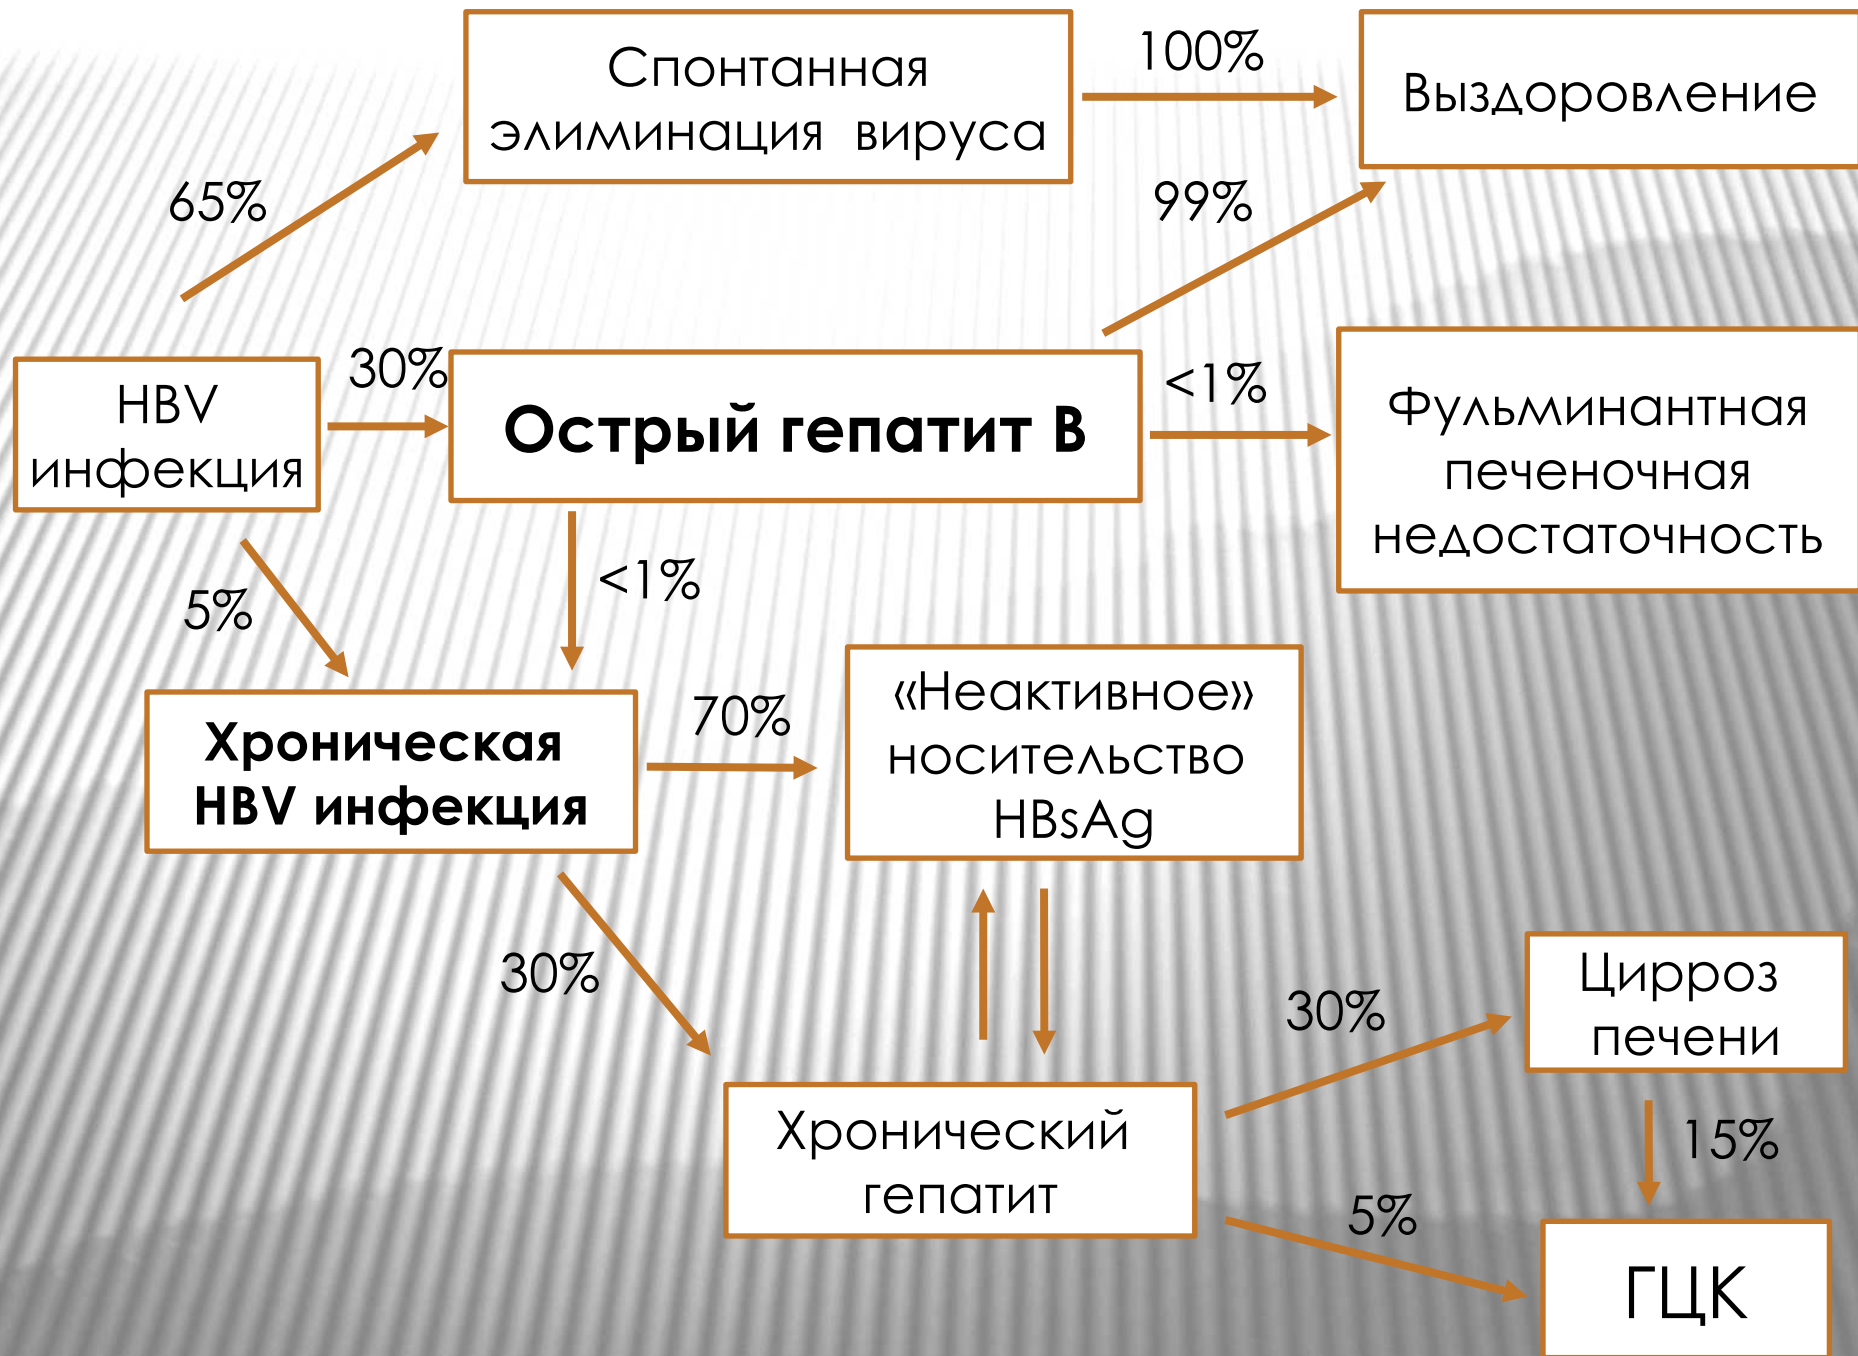 Спонтанная
элиминация вируса
100%
Выздоровление
65%
99%
HBV
инфекция
30%
Острый гепатит В
<1%
Фульминантная
печеночная
недостаточность
5%
<1%
Хроническая
HBV инфекция
70%
«Неактивное»
носительство
HBsAg
30%
30%
Цирроз
печени
Хронический
гепатит
15%
5%
ГЦК